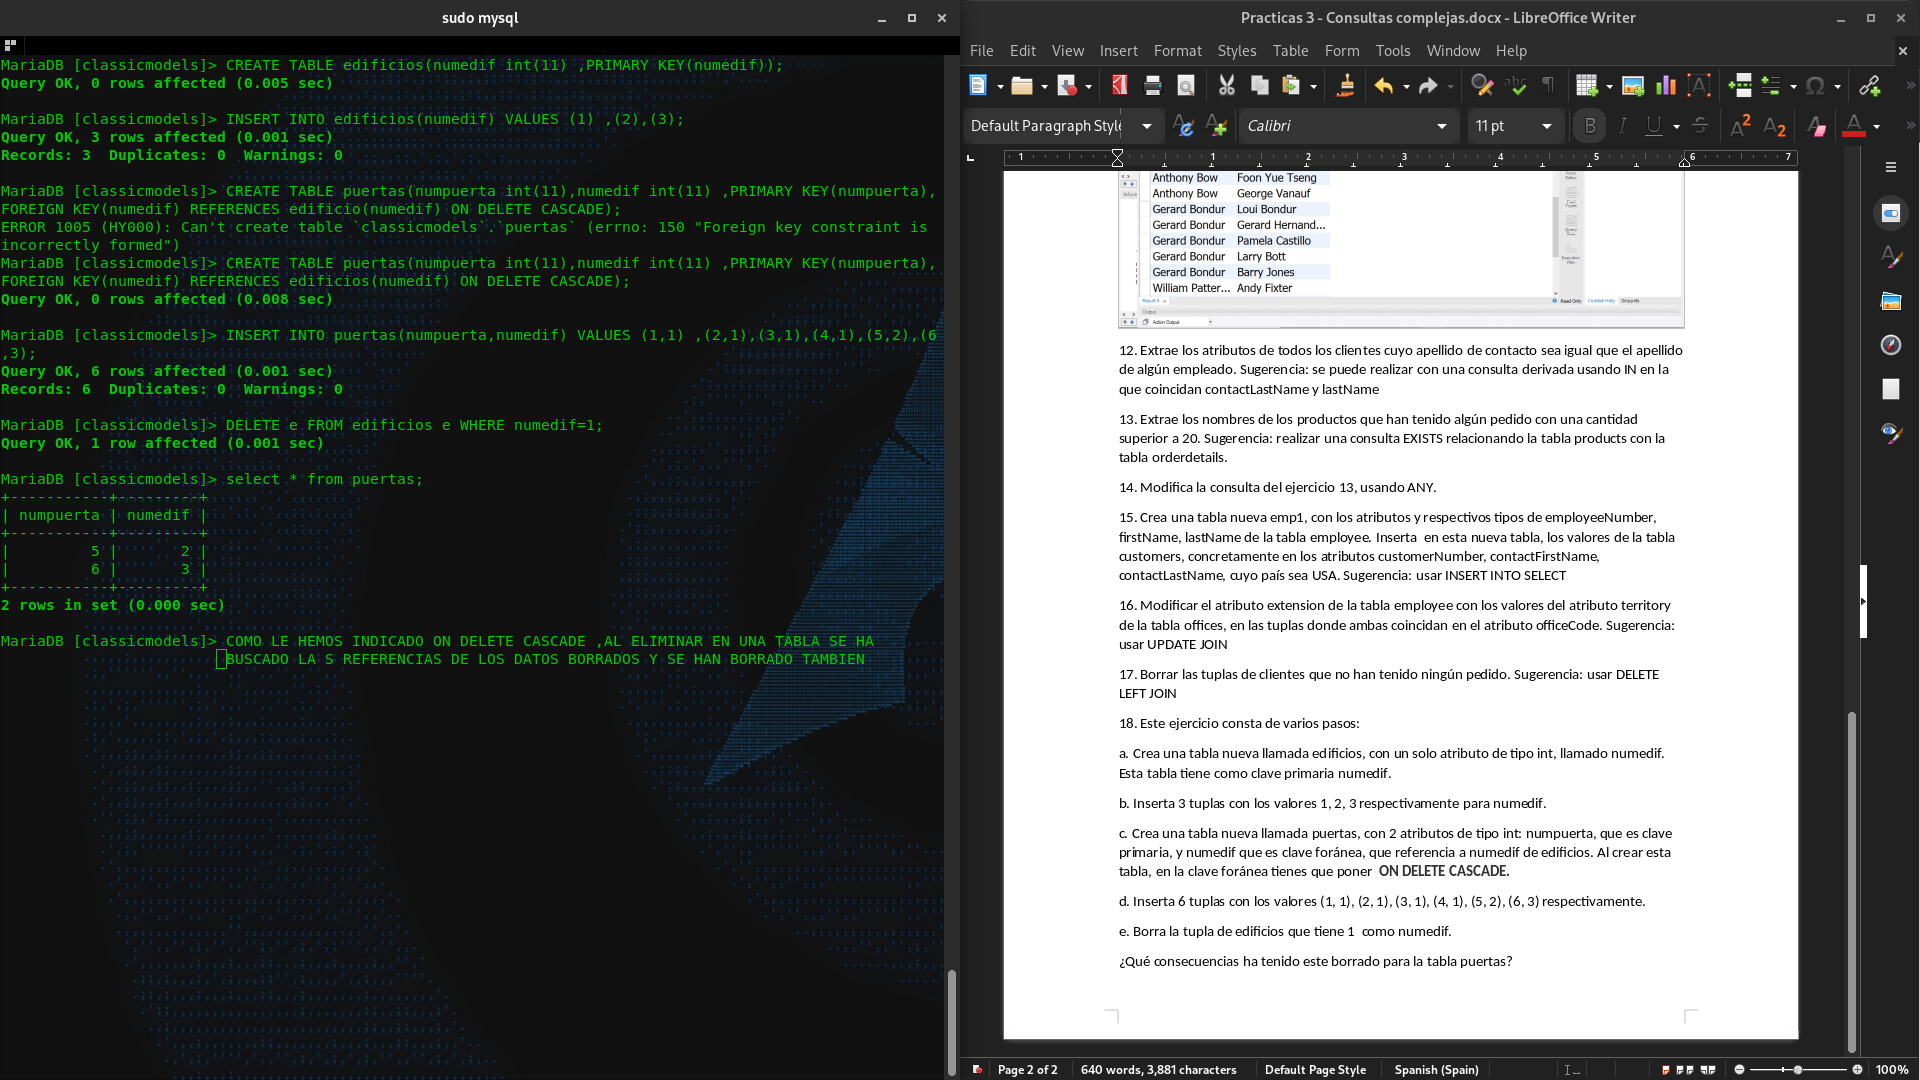 sudo mysql
MariaDB [classicmodels]> CREATE TABLE edificios(numedif int(11) ,PRIMARY KEY(numedif));
Query OK, 0 rows affected (0.005 sec)
MariaDB [classicmodels]> INSERT INTO edificios(numedif) VALUES (1) ,(2),(3);
Query OK, 3 rows affected (0.001 sec)
Records: 3  Duplicates: 0  Warnings: 0
MariaDB [classicmodels]> CREATE TABLE puertas(numpuerta int(11),numedif int(11) ,PRIMARY KEY(numpuerta),
FOREIGN KEY(numedif) REFERENCES edificio(numedif) ON DELETE CASCADE);
ERROR 1005 (HY000): Can't create table `classicmodels`.`puertas` (errno: 150 "Foreign key constraint is
incorrectly formed")
MariaDB [classicmodels]> CREATE TABLE puertas(numpuerta int(11),numedif int(11) ,PRIMARY KEY(numpuerta),
FOREIGN KEY(numedif) REFERENCES edificios(numedif) ON DELETE CASCADE);
Query OK, 0 rows affected (0.008 sec)
MariaDB [classicmodels]> INSERT INTO puertas(numpuerta,numedif) VALUES (1,1) ,(2,1),(3,1),(4,1),(5,2),(6
,3);
Query OK, 6 rows affected (0.001 sec)
Records: 6  Duplicates: 0  Warnings: 0
MariaDB [classicmodels]> DELETE e FROM edificios e WHERE numedif=1;
Query OK, 1 row affected (0.001 sec)
MariaDB [classicmodels]> select * from puertas;
+-----------+---------+
| numpuerta | numedif |
+-----------+---------+
|         5 |       2 |
|         6 |       3 |
+-----------+---------+
2 rows in set (0.000 sec)
MariaDB [classicmodels]> COMO LE HEMOS INDICADO ON DELETE CASCADE ,AL ELIMINAR EN UNA TABLA SE HA
BUSCADO LA S REFERENCIAS DE LOS DATOS BORRADOS Y SE HAN BORRADO TAMBIEN
Practicas 3 - Consultas complejas.docx - LibreOffice Writer
File Edit View Insert Format Styles Table Form Tools Window Help
Default Paragraph Style Calibri 11 pt
1 1 2 3 4 5 6 7
Anthony Bow Foon Yue Tseng
Anthony Bow George Vanauf
Gerard Bondur Loui Bondur
Gerard Bondur Gerard Hernand...
Gerard Bondur Pamela Castillo
Gerard Bondur Larry Bott
Gerard Bondur Barry Jones
William Patter... Andy Fixter
Result 3 Read Only Context Help Snippets
Output
Action Output
12. Extrae los atributos de todos los clientes cuyo apellido de contacto sea igual que el apellido
de algún empleado. Sugerencia: se puede realizar con una consulta derivada usando IN en la
que coincidan contactLastName y lastName
13. Extrae los nombres de los productos que han tenido algún pedido con una cantidad
superior a 20. Sugerencia: realizar una consulta EXISTS relacionando la tabla products con la
tabla orderdetails.
14. Modifica la consulta del ejercicio 13, usando ANY.
15. Crea una tabla nueva emp1, con los atributos y respectivos tipos de employeeNumber,
firstName, lastName de la tabla employee. Inserta  en esta nueva tabla, los valores de la tabla
customers, concretamente en los atributos customerNumber, contactFirstName,
contactLastName, cuyo país sea USA. Sugerencia: usar INSERT INTO SELECT
16. Modificar el atributo extension de la tabla employee con los valores del atributo territory
de la tabla offices, en las tuplas donde ambas coincidan en el atributo officeCode. Sugerencia:
usar UPDATE JOIN
17. Borrar las tuplas de clientes que no han tenido ningún pedido. Sugerencia: usar DELETE
LEFT JOIN
18. Este ejercicio consta de varios pasos:
a. Crea una tabla nueva llamada edificios, con un solo atributo de tipo int, llamado numedif.
Esta tabla tiene como clave primaria numedif.
b. Inserta 3 tuplas con los valores 1, 2, 3 respectivamente para numedif.
c. Crea una tabla nueva llamada puertas, con 2 atributos de tipo int: numpuerta, que es clave
primaria, y numedif que es clave foránea, que referencia a numedif de edificios. Al crear esta
tabla, en la clave foránea tienes que poner  ON DELETE CASCADE.
d. Inserta 6 tuplas con los valores (1, 1), (2, 1), (3, 1), (4, 1), (5, 2), (6, 3) respectivamente.
e. Borra la tupla de edificios que tiene 1  como numedif.
¿Qué consecuencias ha tenido este borrado para la tabla puertas?
Page 2 of 2 640 words, 3,881 characters Default Page Style Spanish (Spain) 100%